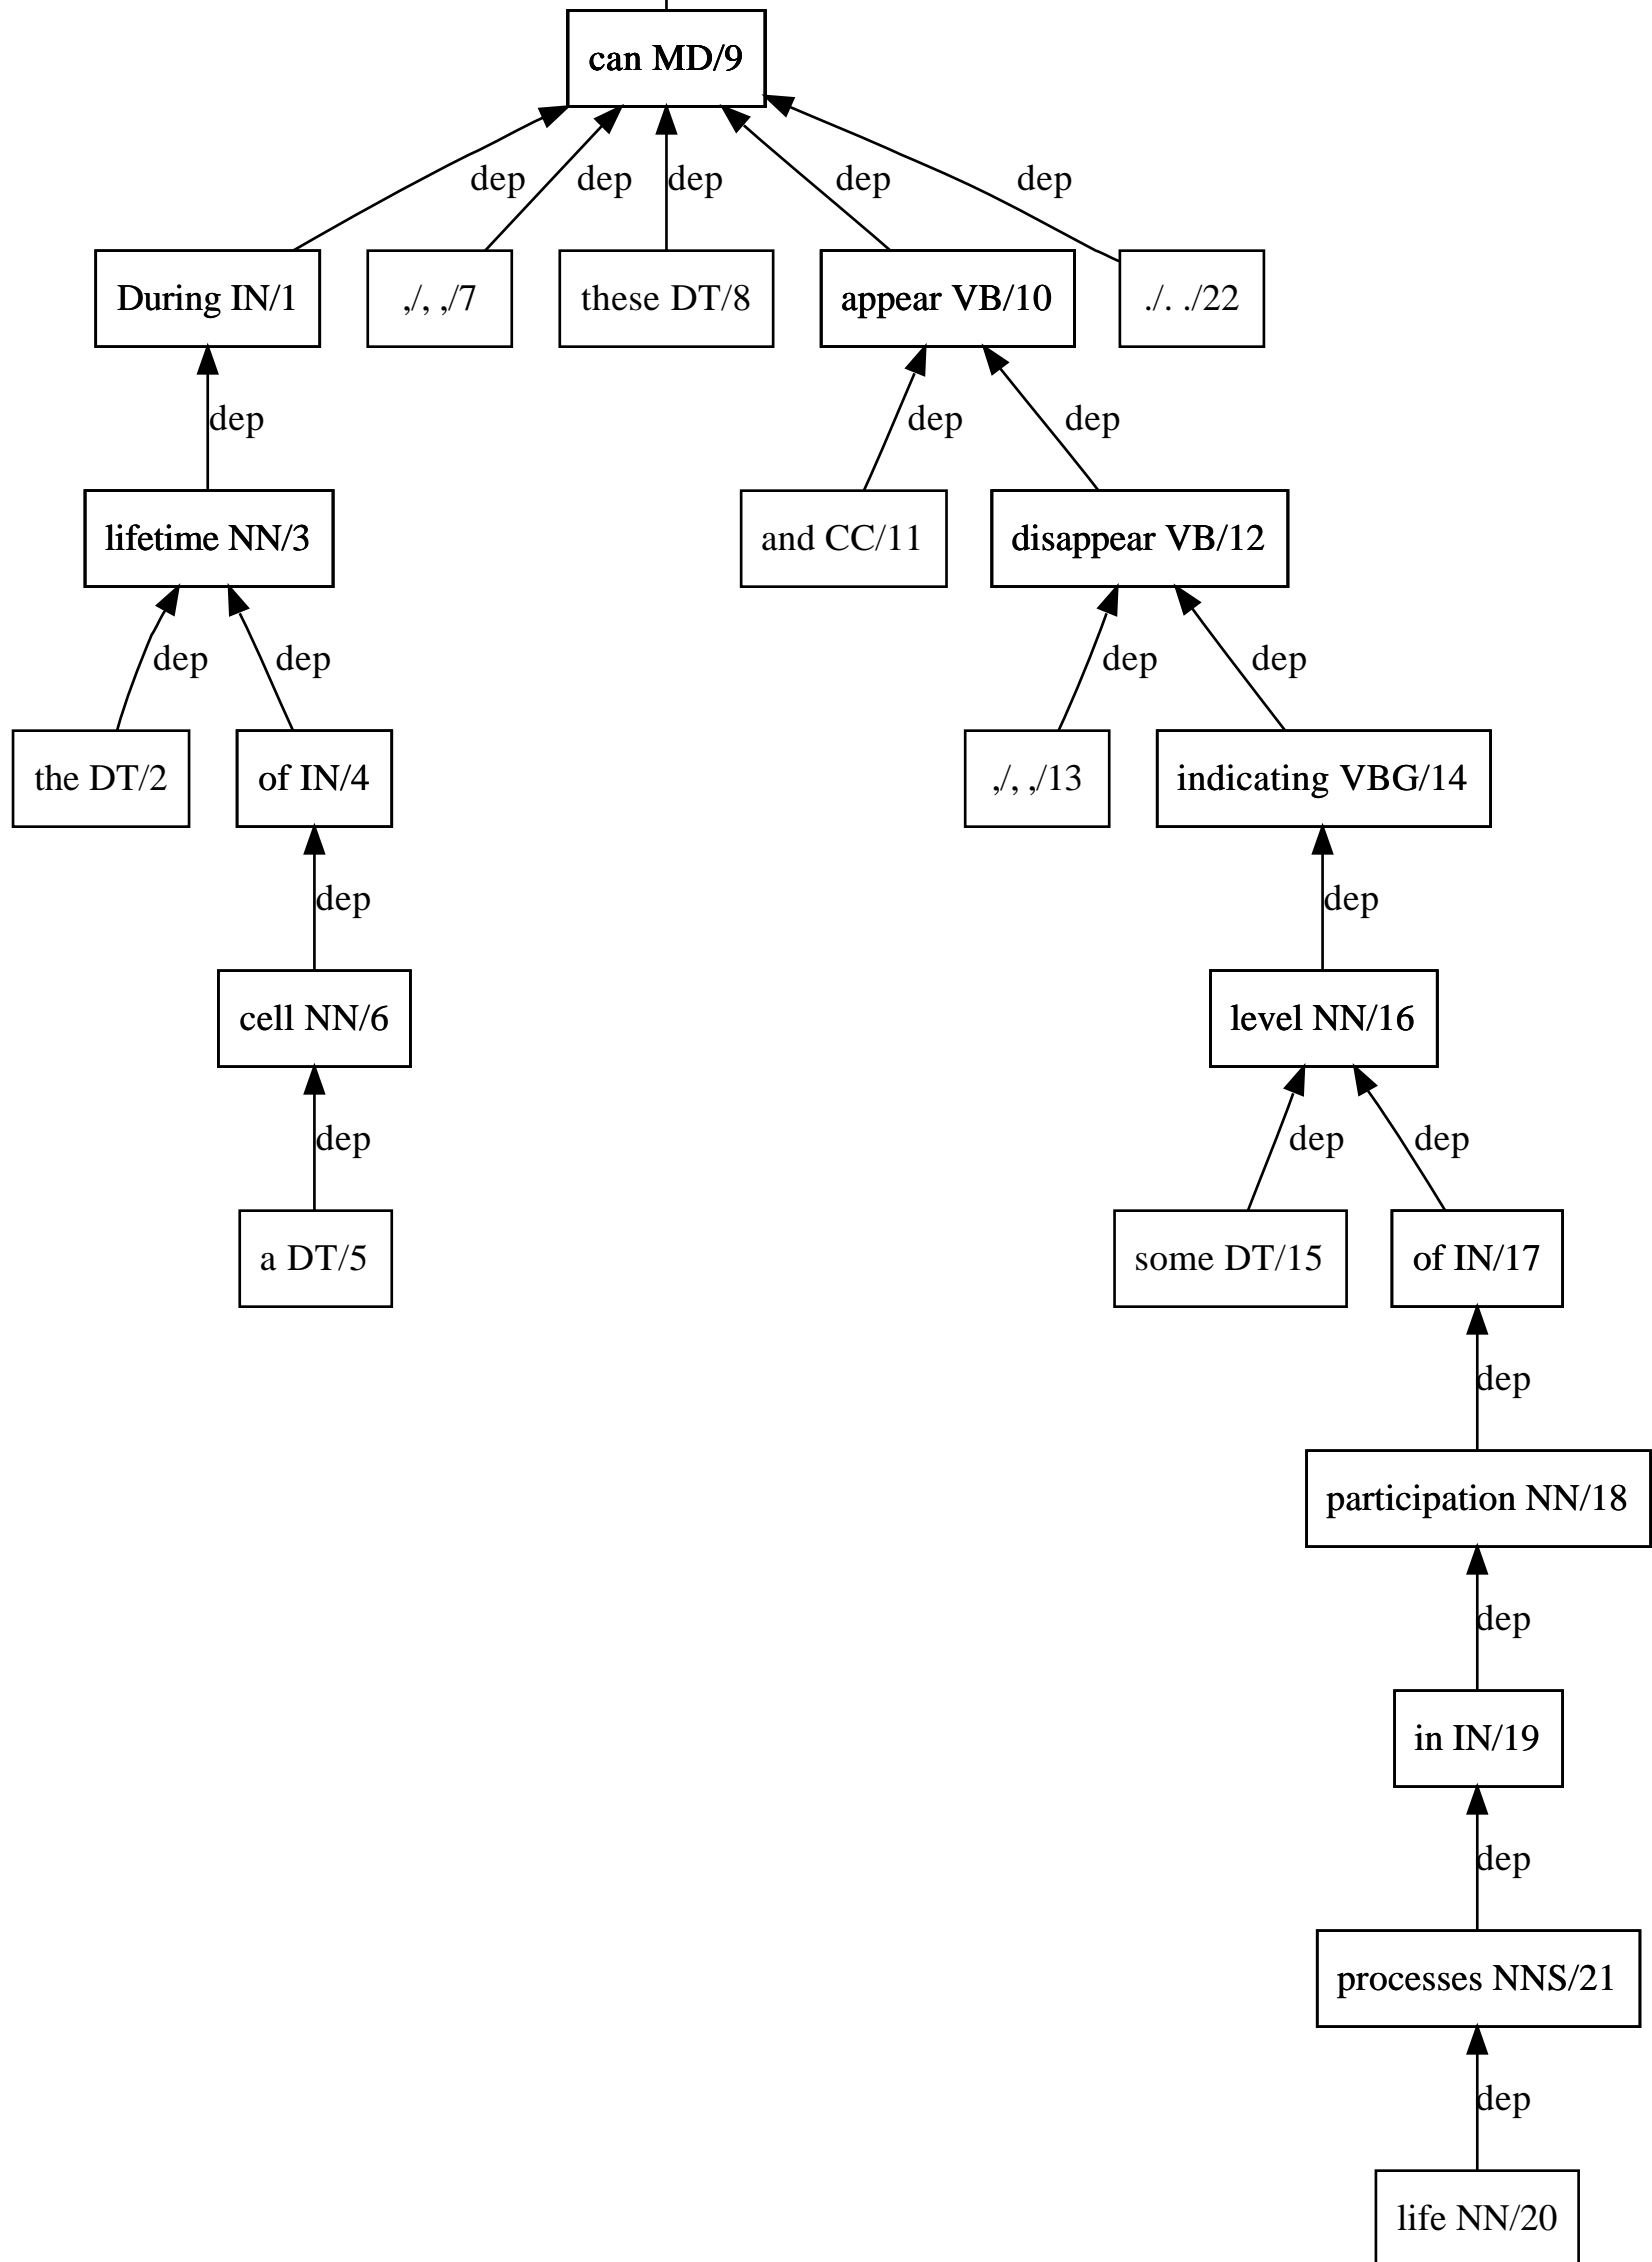 can MD/9
dep dep dep dep dep
During IN/1 ,/, ,/7 these DT/8 appear VB/10 ./. ./22
dep dep dep
lifetime NN/3 and CC/11 disappear VB/12
dep dep dep dep
the DT/2 of IN/4 ,/, ,/13 indicating VBG/14
dep dep
cell NN/6 level NN/16
dep dep dep
a DT/5 some DT/15 of IN/17
dep
participation NN/18
dep
in IN/19
dep
processes NNS/21
dep
life NN/20